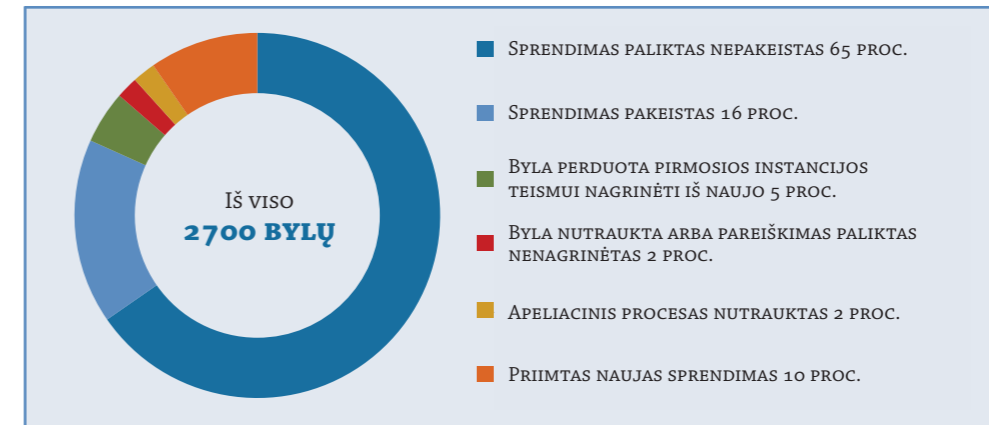 Iš viso
2700 BYLŲ
Sprendimas paliktas nepakeistas 65 proc.
Sprendimas pakeistas 16 proc.
Byla perduota pirmosios instancijos
teismui nagrinėti iš naujo 5 proc.
Byla nutraukta arba pareiškimas paliktas
nenagrinėtas 2 proc.
Apeliacinis procesas nutrauktas 2 proc.
Priimtas naujas sprendimas 10 proc.